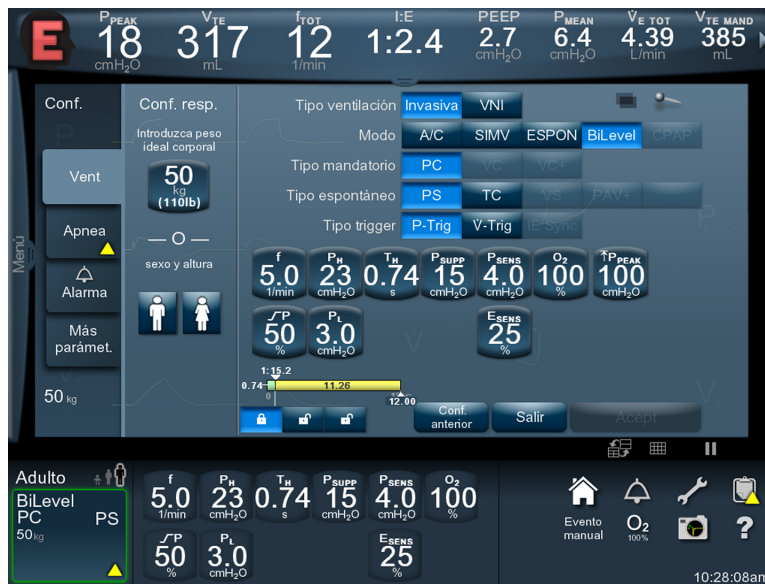 E
PPEAK 18 cmH2O
VTE 317 mL
fTOT 12 1/min
I:E 1:2.4
PEEP 2.7 cmH2O
PMEAN 6.4 cmH2O
V̇E TOT 4.39 L/min
VTE MAND 385 mL
Menú
Conf.
Vent
Apnea
Alarma
Más
parámet.
50 kg
Conf. resp.
Introduzca peso
ideal corporal
50
kg
(110lb)
— O —
sexo y altura
Tipo ventilación Invasiva VNI
Modo A/C SIMV ESPON BiLevel CPAP
Tipo mandatorio PC VC VC+
Tipo espontáneo PS TC VS PAV+
Tipo trigger P-Trig V̇-Trig IE Sync
PCIRC
f PH TH PSUPP PSENS O2 PPEAK
5.0 23 0.74 15 4.0 100 100
1/min cmH2O s cmH2O cmH2O % cmH2O
P PL ESENS
50 3.0 25
% cmH2O %
V̇
1:15.2
0.74 11.26
0 12.00
Conf.
anterior
Salir
Acept
Adulto
BiLevel
PC PS
50 kg
f PH TH PSUPP PSENS O2
5.0 23 0.74 15 4.0 100
1/min cmH2O s cmH2O cmH2O %
P PL ESENS
50 3.0 25
% cmH2O %
Evento
manual
O2
100%
?
10:28:08am